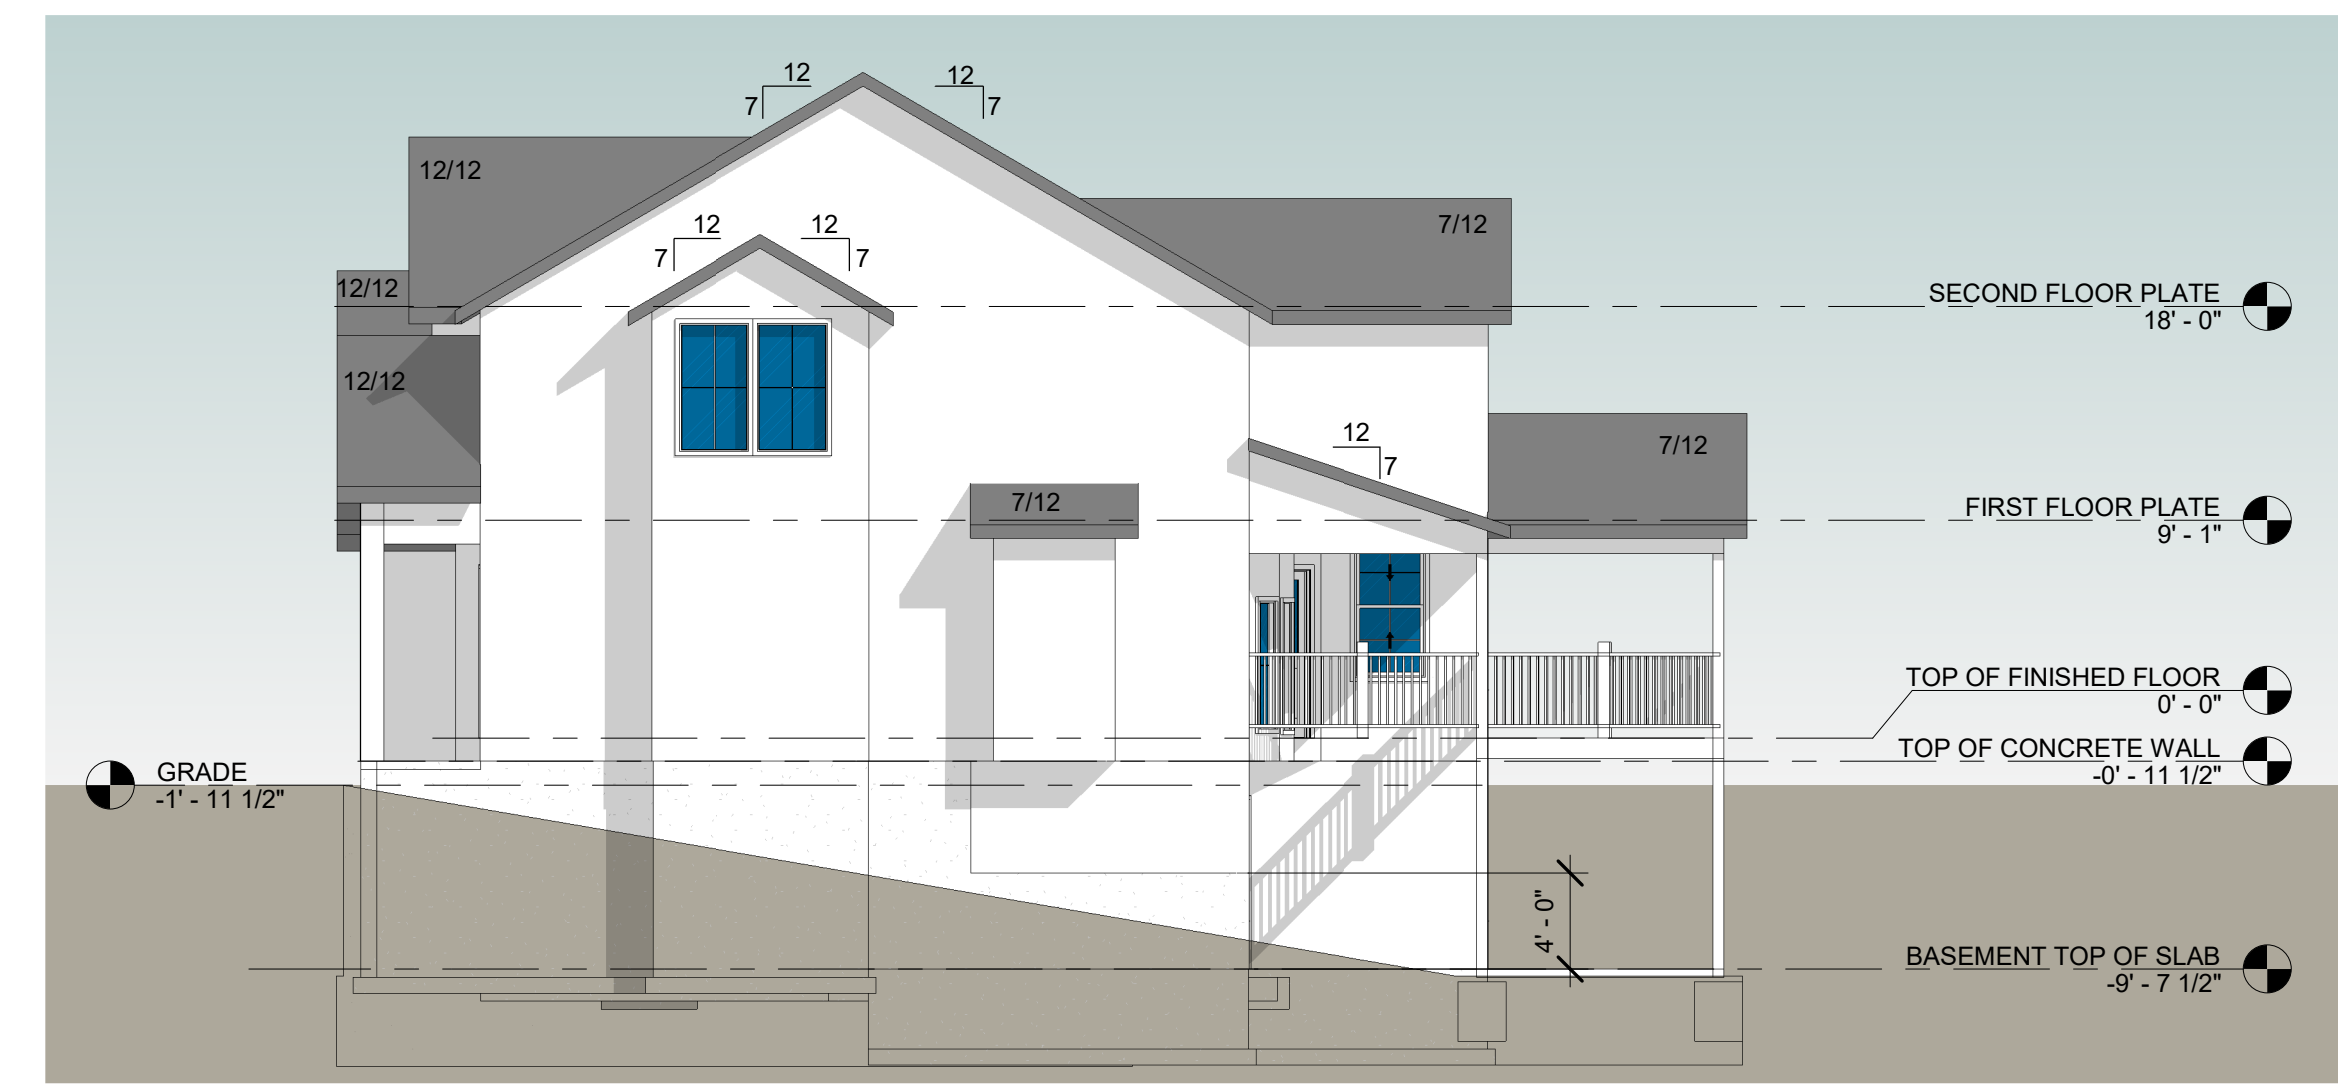 12
7
12
7
12/12
12
7
12
7
7/12
12/12
SECOND FLOOR PLATE
18' - 0"
12/12
12
7
7/12
7/12
FIRST FLOOR PLATE
9' - 1"
TOP OF FINISHED FLOOR
0' - 0"
TOP OF CONCRETE WALL
-0' - 11 1/2"
GRADE
-1' - 11 1/2"
4' - 0"
BASEMENT TOP OF SLAB
-9' - 7 1/2"